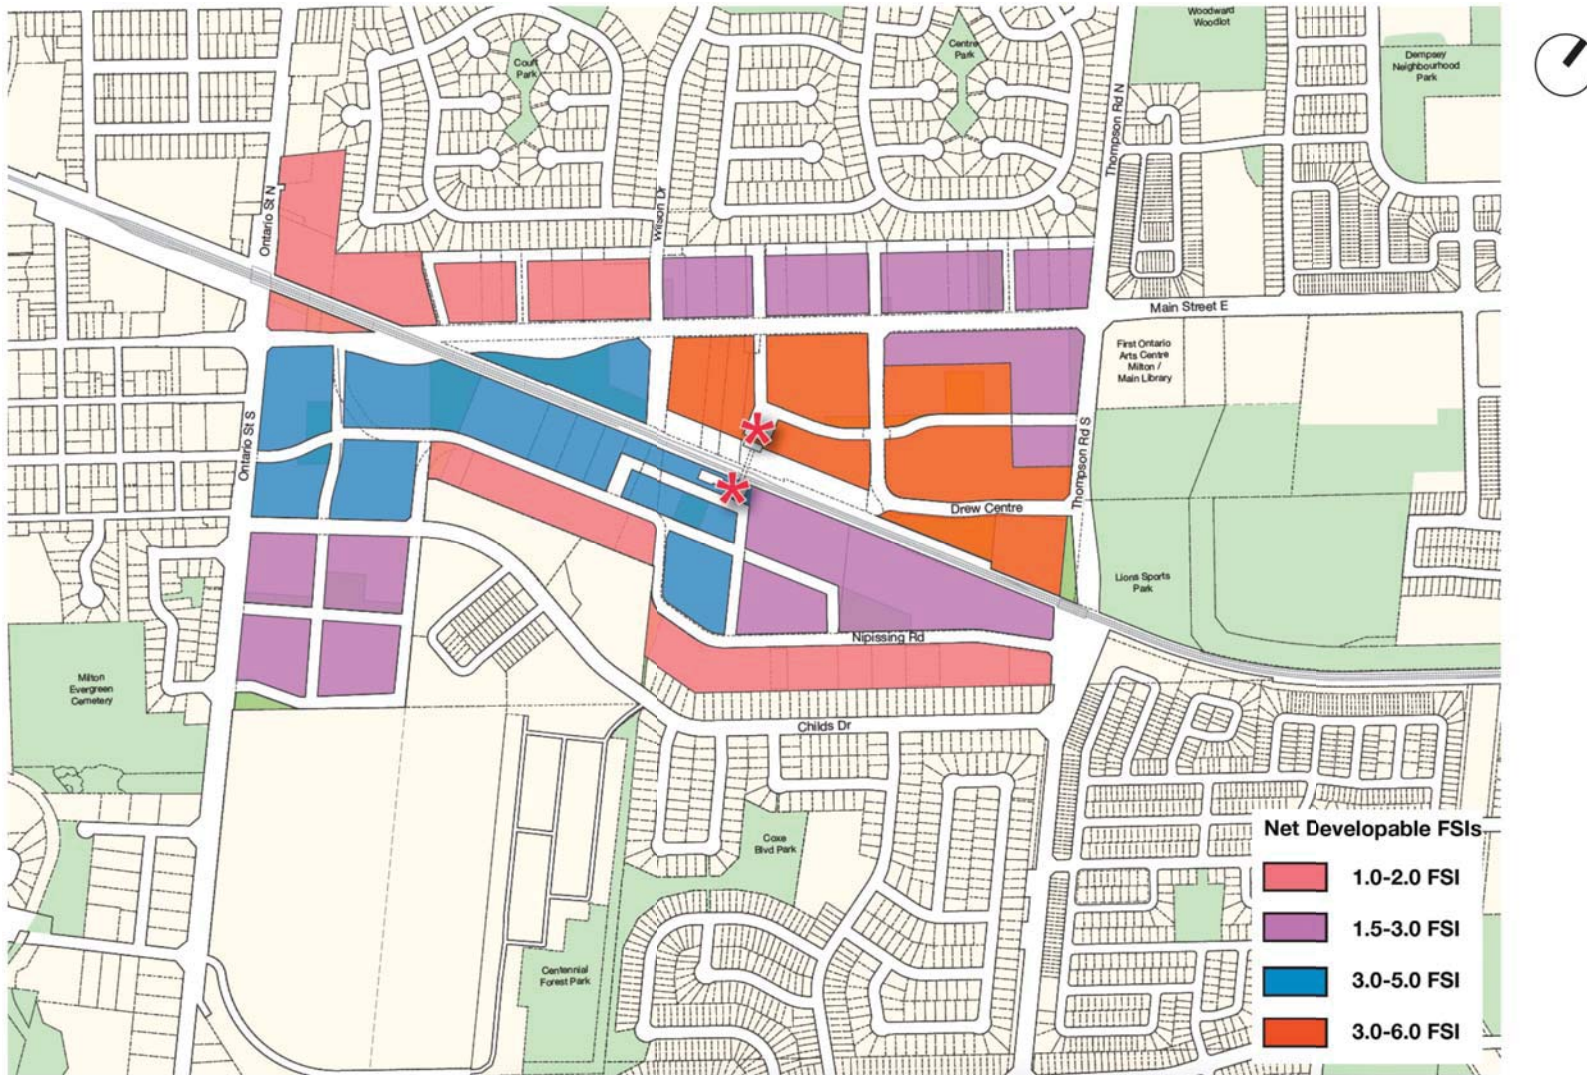 Woodward
Woodlot
Court
Park
Centre
Park
Dempsey
Neighbourhood
Park
Thompson Rd N
Ontario St N
Wilson Dr
Main Street E
First Ontario
Arts Centre
Milton /
Main Library
Ontario St S
Thompson Rd S
*
*
Drew Centre
Lions Sports
Park
Nipissing Rd
Milton
Evergreen
Cemetery
Childs Dr
Coxe
Blvd Park
Centennial
Forest Park
Net Developable FSIs
1.0-2.0 FSI
1.5-3.0 FSI
3.0-5.0 FSI
3.0-6.0 FSI